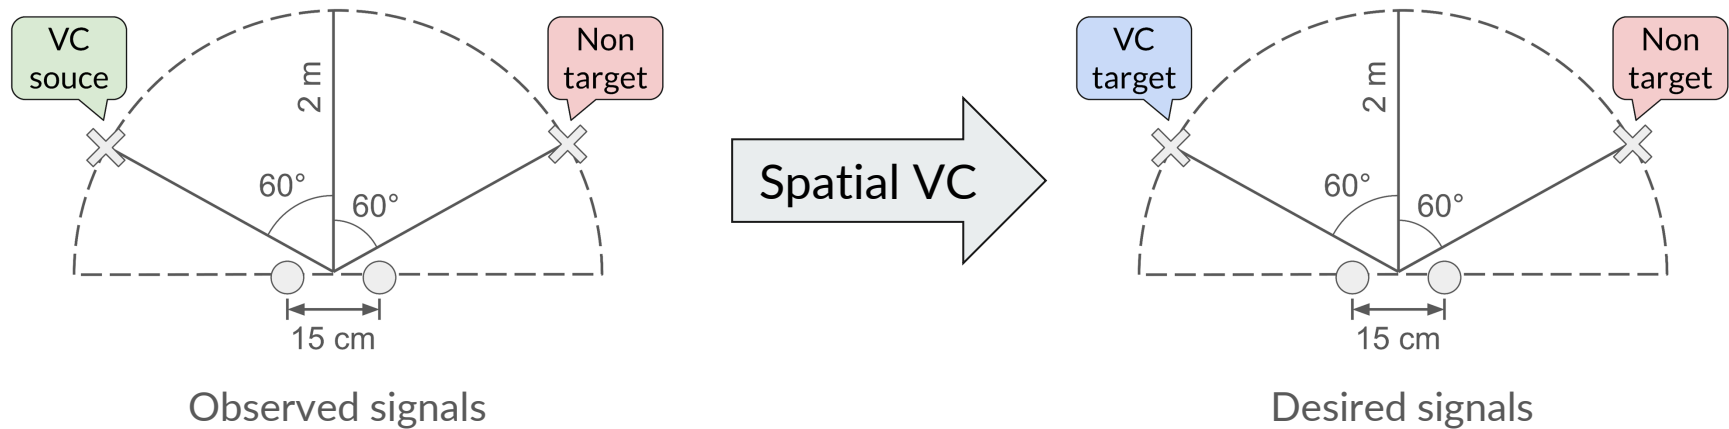 VC
souce
2 m
Non
target
60°
60°
15 cm
Observed signals
Spatial VC
VC
target
2 m
Non
target
60°
60°
15 cm
Desired signals